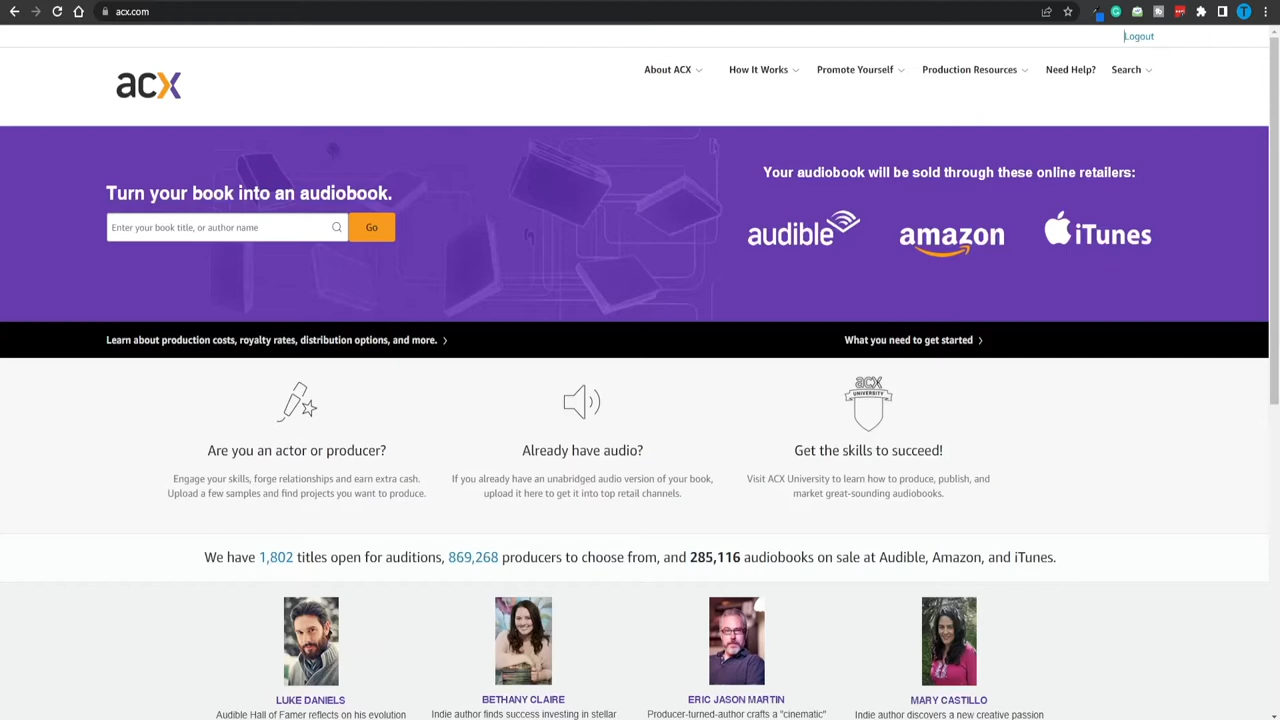 acx.com
T
Logout
acx
About ACX
How It Works
Promote Yourself
Production Resources
Need Help?
Search
Turn your book into an audiobook.
Enter your book title, or author name
Go
Your audiobook will be sold through these online retailers:
audible
amazon
iTunes
Learn about production costs, royalty rates, distribution options, and more.
What you need to get started
acx
UNIVERSITY
Are you an actor or producer?
Already have audio?
Get the skills to succeed!
Engage your skills, forge relationships and earn extra cash.
Upload a few samples and find projects you want to produce.
If you already have an unabridged audio version of your book,
upload it here to get it into top retail channels.
Visit ACX University to learn how to produce, publish, and
market great-sounding audiobooks.
We have 1,802 titles open for auditions, 869,268 producers to choose from, and 285,116 audiobooks on sale at Audible, Amazon, and iTunes.
LUKE DANIELS
BETHANY CLAIRE
ERIC JASON MARTIN
MARY CASTILLO
Audible Hall of Famer reflects on his evolution
Indie author finds success investing in stellar
Producer-turned-author crafts a "cinematic"
Indie author discovers a new creative passion